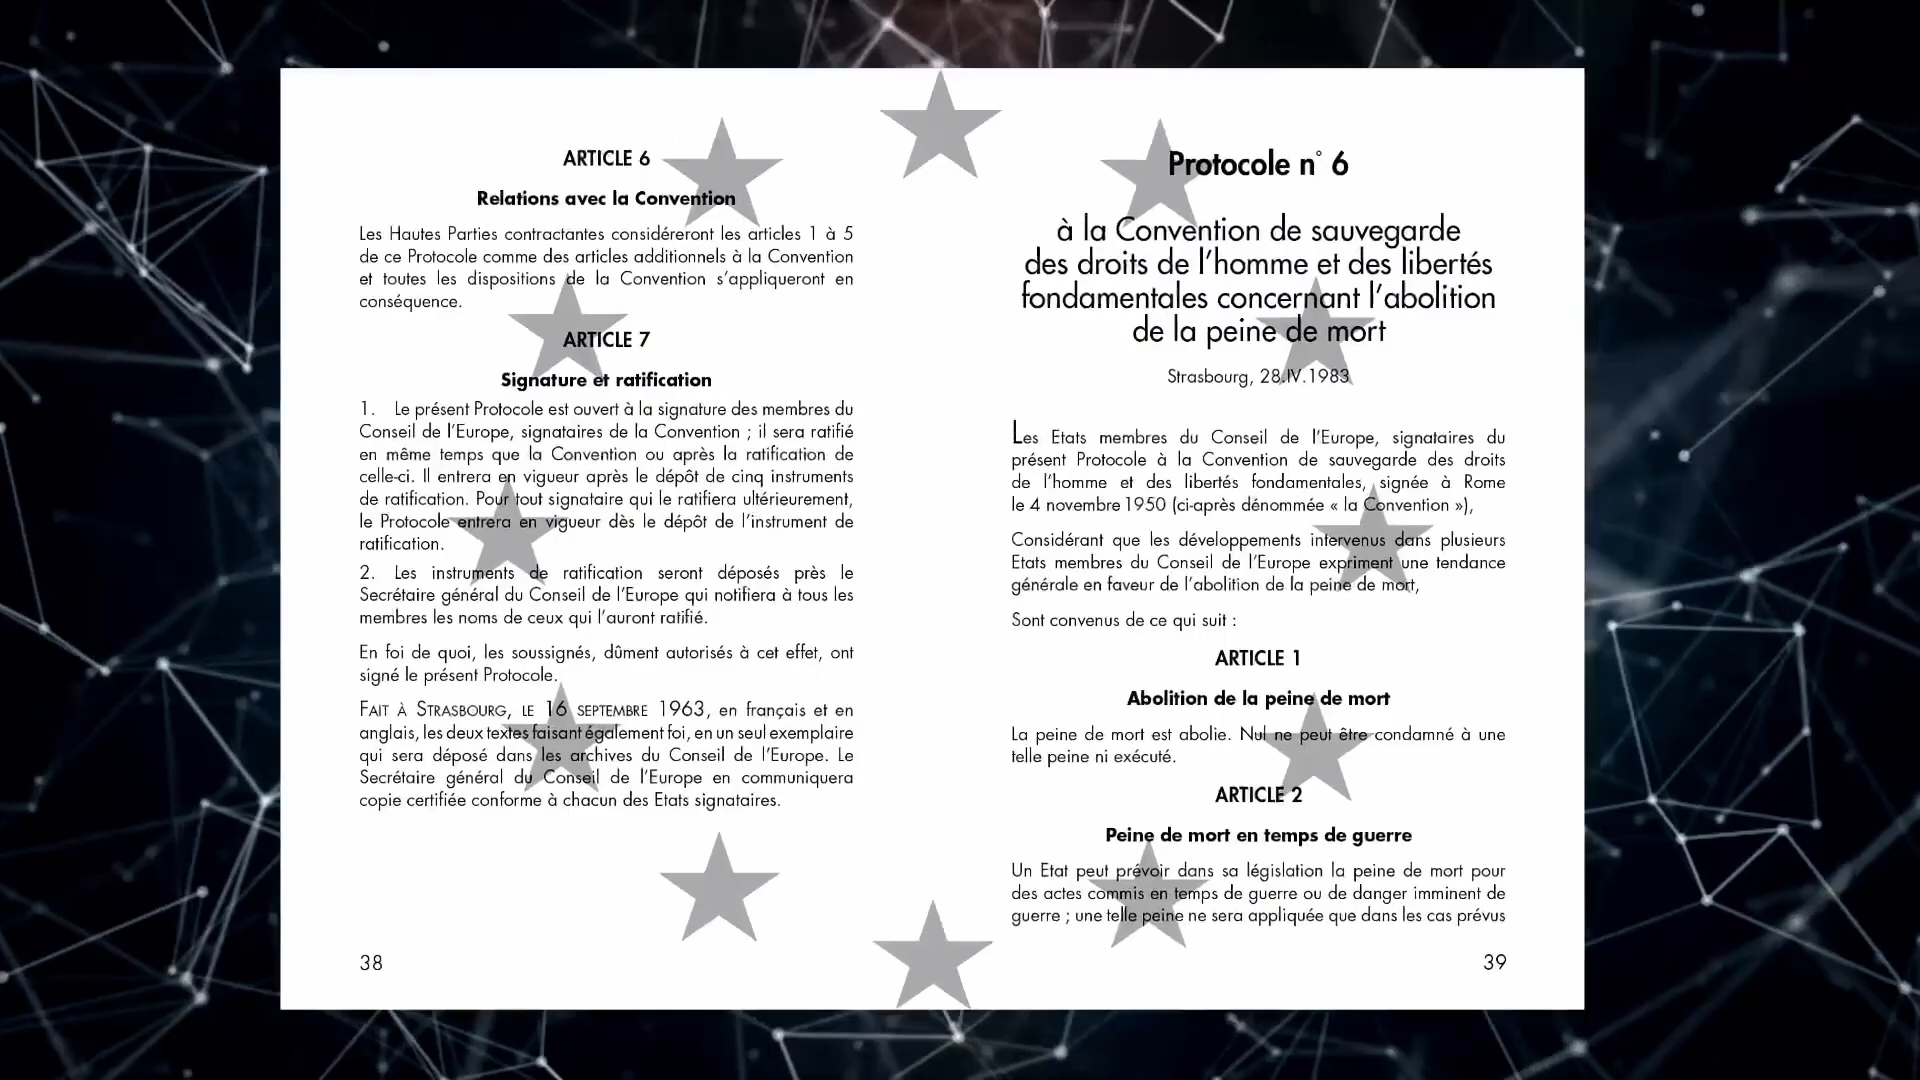 ARTICLE 6
Relations avec la Convention
Les Hautes Parties contractantes considéreront les articles 1 à 5
de ce Protocole comme des articles additionnels à la Convention
et toutes les dispositions de la Convention s’appliqueront en
conséquence.
ARTICLE 7
Signature et ratification
1. Le présent Protocole est ouvert à la signature des membres du
Conseil de l’Europe, signataires de la Convention ; il sera ratifié
en même temps que la Convention ou après la ratification de
celle-ci. Il entrera en vigueur après le dépôt de cinq instruments
de ratification. Pour tout signataire qui le ratifiera ultérieurement,
le Protocole entrera en vigueur dès le dépôt de l’instrument de
ratification.
2. Les instruments de ratification seront déposés près le
Secrétaire général du Conseil de l’Europe qui notifiera à tous les
membres les noms de ceux qui l’auront ratifié.
En foi de quoi, les soussignés, dûment autorisés à cet effet, ont
signé le présent Protocole.
FAIT À STRASBOURG, LE 16 SEPTEMBRE 1963, en français et en
anglais, les deux textes faisant également foi, en un seul exemplaire
qui sera déposé dans les archives du Conseil de l’Europe. Le
Secrétaire général du Conseil de l’Europe en communiquera
copie certifiée conforme à chacun des Etats signataires.
38
Protocole n° 6
à la Convention de sauvegarde
des droits de l’homme et des libertés
fondamentales concernant l’abolition
de la peine de mort
Strasbourg, 28.IV.1983
Les Etats membres du Conseil de l’Europe, signataires du
présent Protocole à la Convention de sauvegarde des droits
de l’homme et des libertés fondamentales, signée à Rome
le 4 novembre 1950 (ci-après dénommée « la Convention »),
Considérant que les développements intervenus dans plusieurs
Etats membres du Conseil de l’Europe expriment une tendance
générale en faveur de l’abolition de la peine de mort,
Sont convenus de ce qui suit :
ARTICLE 1
Abolition de la peine de mort
La peine de mort est abolie. Nul ne peut être condamné à une
telle peine ni exécuté.
ARTICLE 2
Peine de mort en temps de guerre
Un Etat peut prévoir dans sa législation la peine de mort pour
des actes commis en temps de guerre ou de danger imminent de
guerre ; une telle peine ne sera appliquée que dans les cas prévus
39